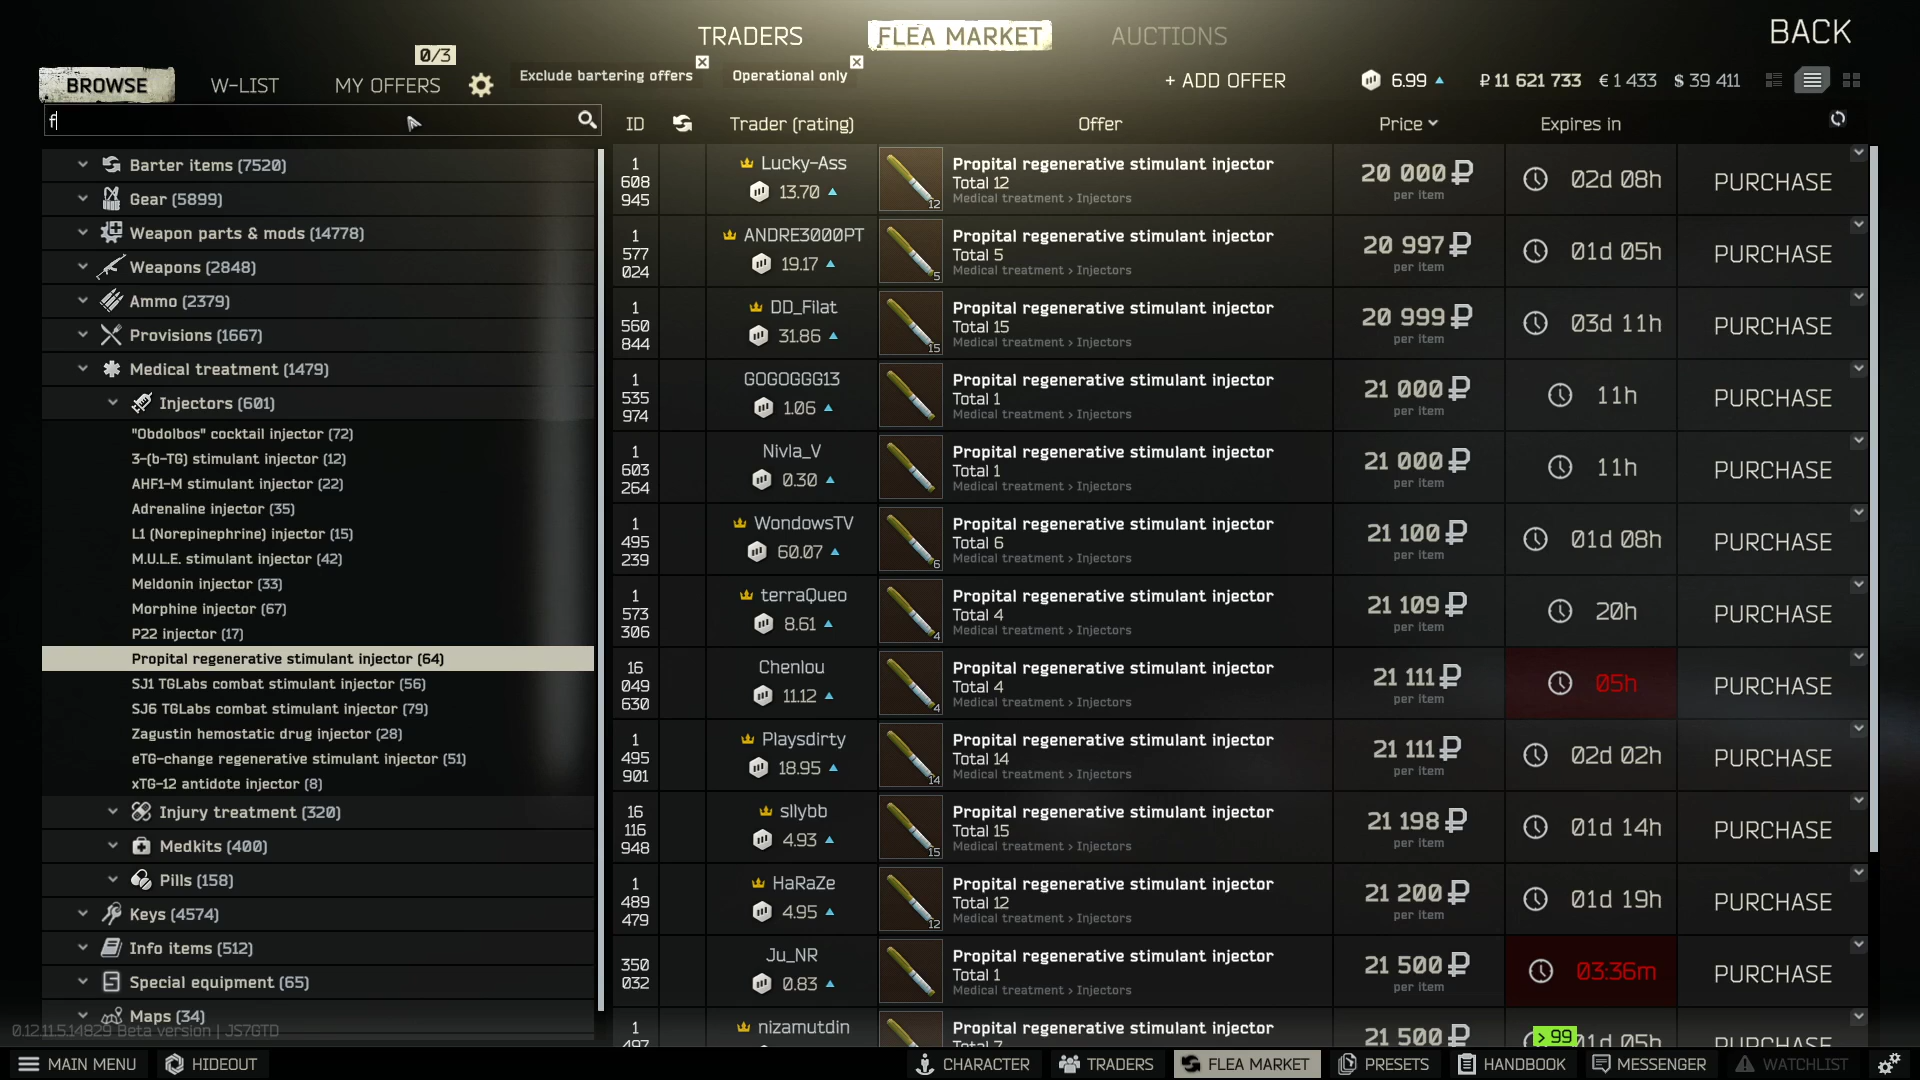 TRADERS
FLEA MARKET
AUCTIONS
BACK
0/3
BROWSE
W-LIST
MY OFFERS
Exclude bartering offers
Operational only
+ ADD OFFER
6.99
₽ 11 621 733
€ 1 433
$ 39 411
f
ID
Trader (rating)
Offer
Price
Expires in
Barter items (7520)
Gear (5899)
Weapon parts & mods (14778)
Weapons (2848)
Ammo (2379)
Provisions (1667)
Medical treatment (1479)
Injectors (601)
"Obdolbos" cocktail injector (72)
3-(b-TG) stimulant injector (12)
AHF1-M stimulant injector (22)
Adrenaline injector (35)
L1 (Norepinephrine) injector (15)
M.U.L.E. stimulant injector (42)
Meldonin injector (33)
Morphine injector (67)
P22 injector (17)
Propital regenerative stimulant injector (64)
SJ1 TGLabs combat stimulant injector (56)
SJ6 TGLabs combat stimulant injector (79)
Zagustin hemostatic drug injector (28)
eTG-change regenerative stimulant injector (51)
xTG-12 antidote injector (8)
Injury treatment (320)
Medkits (400)
Pills (158)
Keys (4574)
Info items (512)
Special equipment (65)
Maps (34)
0.12.11.5.14829 Beta version | JS7GTD
1
608
945
Lucky-Ass
13.70
12
Propital regenerative stimulant injector
Total 12
Medical treatment > Injectors
20 000 ₽
per item
02d 08h
PURCHASE
1
577
024
ANDRE3000PT
19.17
5
Propital regenerative stimulant injector
Total 5
Medical treatment > Injectors
20 997 ₽
per item
01d 05h
PURCHASE
1
560
844
DD_Filat
31.86
15
Propital regenerative stimulant injector
Total 15
Medical treatment > Injectors
20 999 ₽
per item
03d 11h
PURCHASE
1
535
974
GOGOGGG13
1.06
Propital regenerative stimulant injector
Total 1
Medical treatment > Injectors
21 000 ₽
per item
11h
PURCHASE
1
603
264
Nivla_V
0.30
Propital regenerative stimulant injector
Total 1
Medical treatment > Injectors
21 000 ₽
per item
11h
PURCHASE
1
495
239
WondowsTV
60.07
6
Propital regenerative stimulant injector
Total 6
Medical treatment > Injectors
21 100 ₽
per item
01d 08h
PURCHASE
1
573
306
terraQueo
8.61
4
Propital regenerative stimulant injector
Total 4
Medical treatment > Injectors
21 109 ₽
per item
20h
PURCHASE
16
049
630
Chenlou
11.12
4
Propital regenerative stimulant injector
Total 4
Medical treatment > Injectors
21 111 ₽
per item
05h
PURCHASE
1
495
901
Playsdirty
18.95
14
Propital regenerative stimulant injector
Total 14
Medical treatment > Injectors
21 111 ₽
per item
02d 02h
PURCHASE
16
116
948
sllybb
4.93
15
Propital regenerative stimulant injector
Total 15
Medical treatment > Injectors
21 198 ₽
per item
01d 14h
PURCHASE
1
489
479
HaRaZe
4.95
12
Propital regenerative stimulant injector
Total 12
Medical treatment > Injectors
21 200 ₽
per item
01d 19h
PURCHASE
350
032
Ju_NR
0.83
Propital regenerative stimulant injector
Total 1
Medical treatment > Injectors
21 500 ₽
per item
03:36m
PURCHASE
1
497
nizamutdin
Propital regenerative stimulant injector
Total 7
21 500 ₽
> 99
01d 05h
PURCHASE
MAIN MENU
HIDEOUT
CHARACTER
TRADERS
FLEA MARKET
PRESETS
HANDBOOK
MESSENGER
WATCHLIST